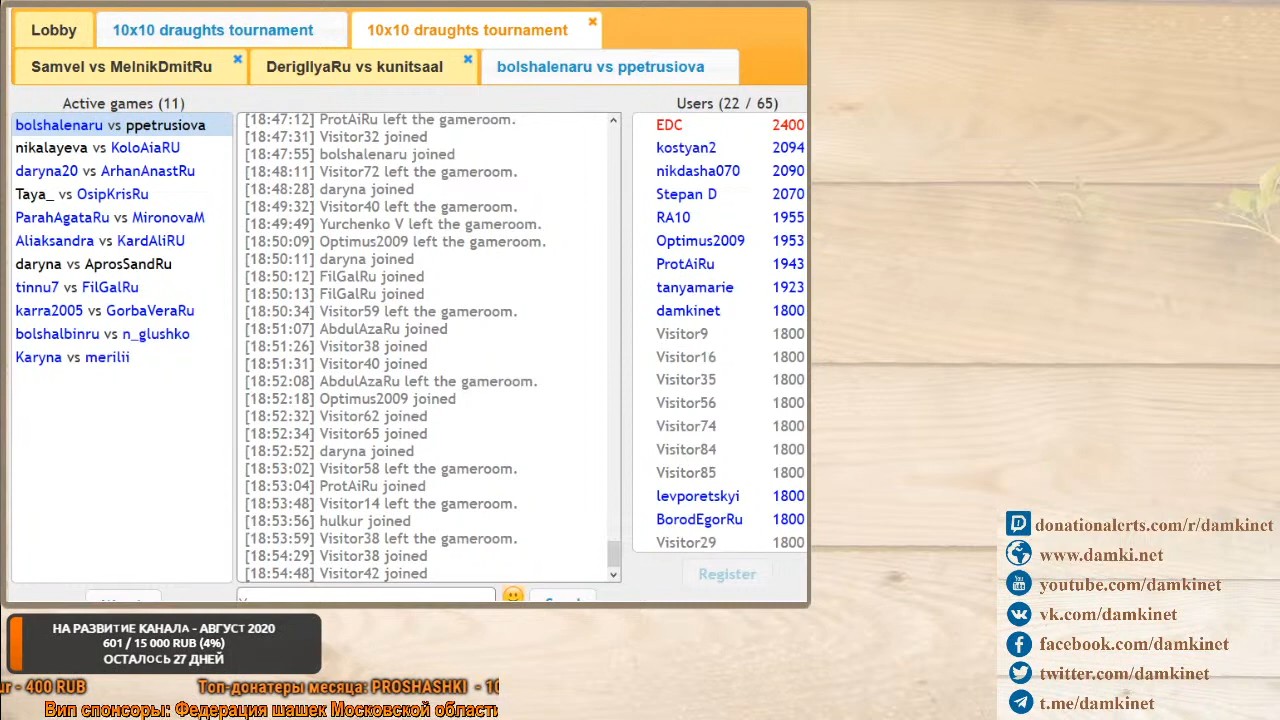 Lobby
10x10 draughts tournament
10x10 draughts tournament
Samvel vs MelnikDmitRu
DerigIlyaRu vs kunitsaal
bolshalenaru vs ppetrusiova
Active games (11)
bolshalenaru vs ppetrusiova
nikalayeva vs KoloAiaRU
daryna20 vs ArhanAnastRu
Taya_ vs OsipKrisRu
ParahAgataRu vs MironovaM
Aliaksandra vs KardAliRU
daryna vs AprosSandRu
tinnu7 vs FilGalRu
karra2005 vs GorbaVeraRu
bolshalbinru vs n_glushko
Karyna vs merilii
[18:47:12] ProtAiRu left the gameroom.
[18:47:31] Visitor32 joined
[18:47:55] bolshalenaru joined
[18:48:11] Visitor72 left the gameroom.
[18:48:28] daryna joined
[18:49:32] Visitor40 left the gameroom.
[18:49:49] Yurchenko V left the gameroom.
[18:50:09] Optimus2009 left the gameroom.
[18:50:11] daryna joined
[18:50:12] FilGalRu joined
[18:50:13] FilGalRu joined
[18:50:34] Visitor59 left the gameroom.
[18:51:07] AbdulAzaRu joined
[18:51:26] Visitor38 joined
[18:51:31] Visitor40 joined
[18:52:08] AbdulAzaRu left the gameroom.
[18:52:18] Optimus2009 joined
[18:52:32] Visitor62 joined
[18:52:34] Visitor65 joined
[18:52:52] daryna joined
[18:53:02] Visitor58 left the gameroom.
[18:53:04] ProtAiRu joined
[18:53:48] Visitor14 left the gameroom.
[18:53:56] hulkur joined
[18:53:59] Visitor38 left the gameroom.
[18:54:29] Visitor38 joined
[18:54:48] Visitor42 joined
Users (22 / 65)
EDC 2400
kostyan2 2094
nikdasha070 2090
Stepan D 2070
RA10 1955
Optimus2009 1953
ProtAiRu 1943
tanyamarie 1923
damkinet 1800
Visitor9 1800
Visitor16 1800
Visitor35 1800
Visitor56 1800
Visitor74 1800
Visitor84 1800
Visitor85 1800
levporetskyi 1800
BorodEgorRu 1800
Visitor29 1800
Register
НА РАЗВИТИЕ КАНАЛА - АВГУСТ 2020
601 / 15 000 RUB (4%)
ОСТАЛОСЬ 27 ДНЕЙ
ur - 400 RUB
Топ-донатеры месяца: PROSHASHKI - 10
Вип спонсоры: Федерация шашек Московской области
donationalerts.com/r/damkinet
www.damki.net
youtube.com/damkinet
vk.com/damkinet
facebook.com/damkinet
twitter.com/damkinet
t.me/damkinet